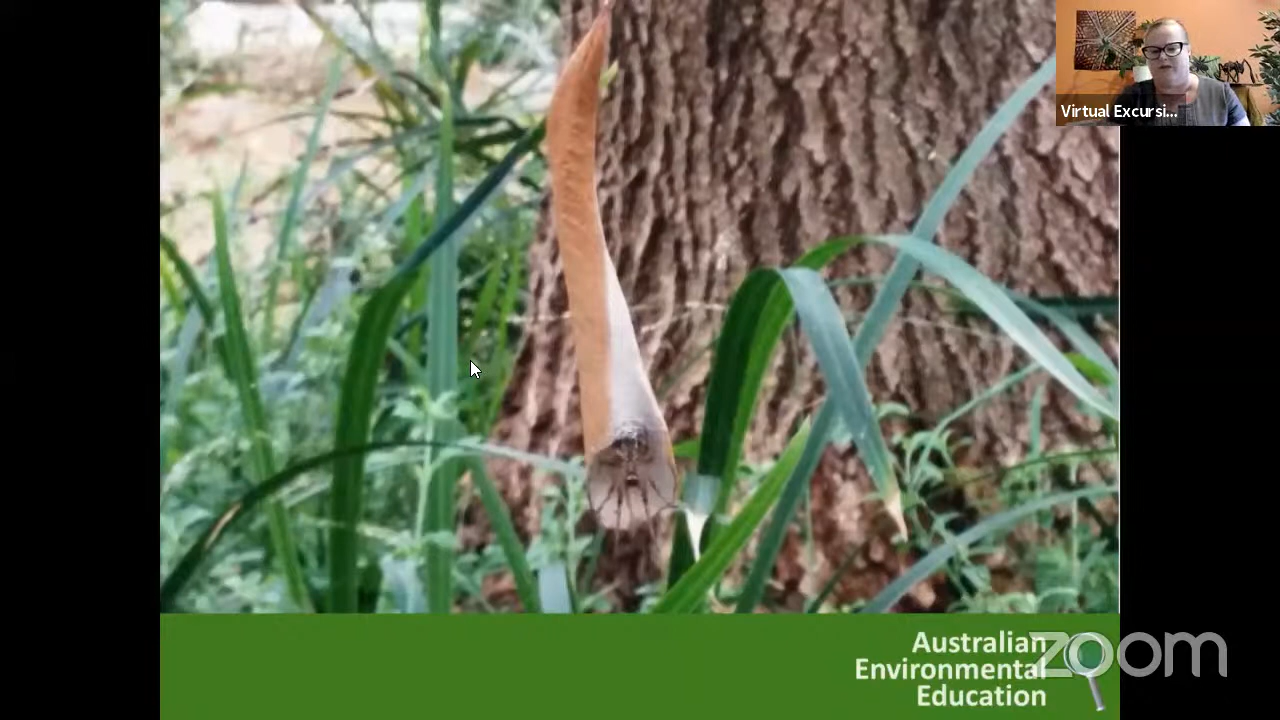 Virtual Excursi...
Australian
Environmental
Education
zoom